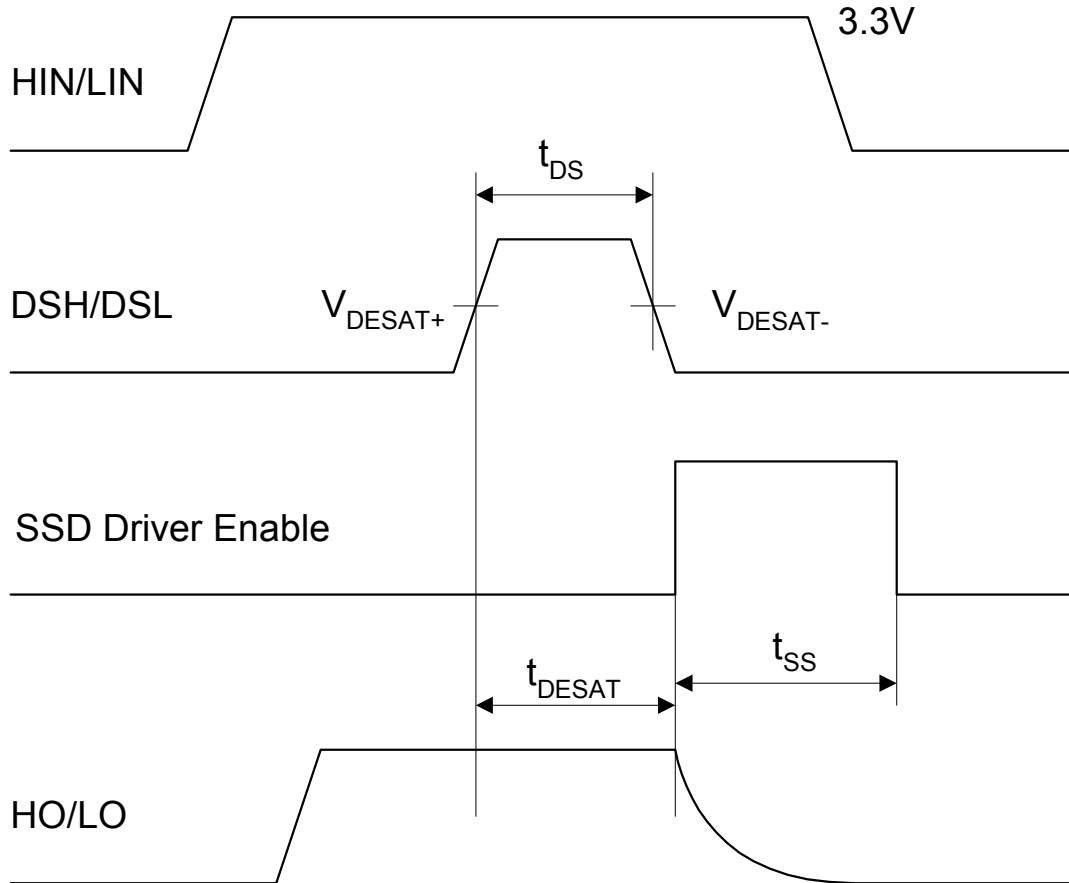 3.3V
HIN/LIN
tDS
DSH/DSL
VDESAT+
VDESAT-
SSD Driver Enable
tSS
tDESAT
HO/LO